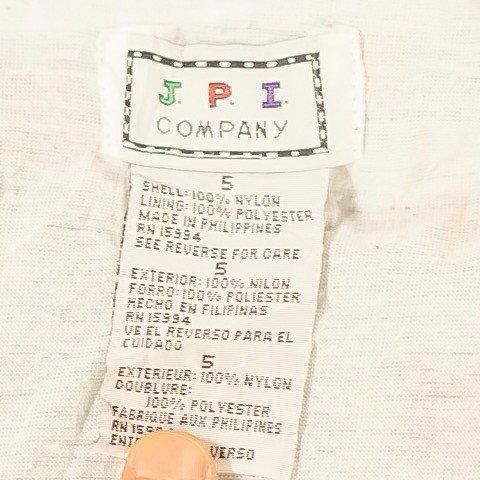 J. P. I.
COMPANY
5
SHELL: 100% NYLON
LINING: 100% POLYESTER
MADE IN PHILIPPINES
RN 15994
SEE REVERSE FOR CARE
5
EXTERIOR: 100% NILON
FORRO: 100% POLIESTER
HECHO EN FILIPINAS
RN 15994
VE EL REVERSO PARA EL
CUIDADO
5
EXTERIEUR: 100% NYLON
DOUBLURE:
100% POLYESTER
FABRIQUE AUX PHILIPINES
RN